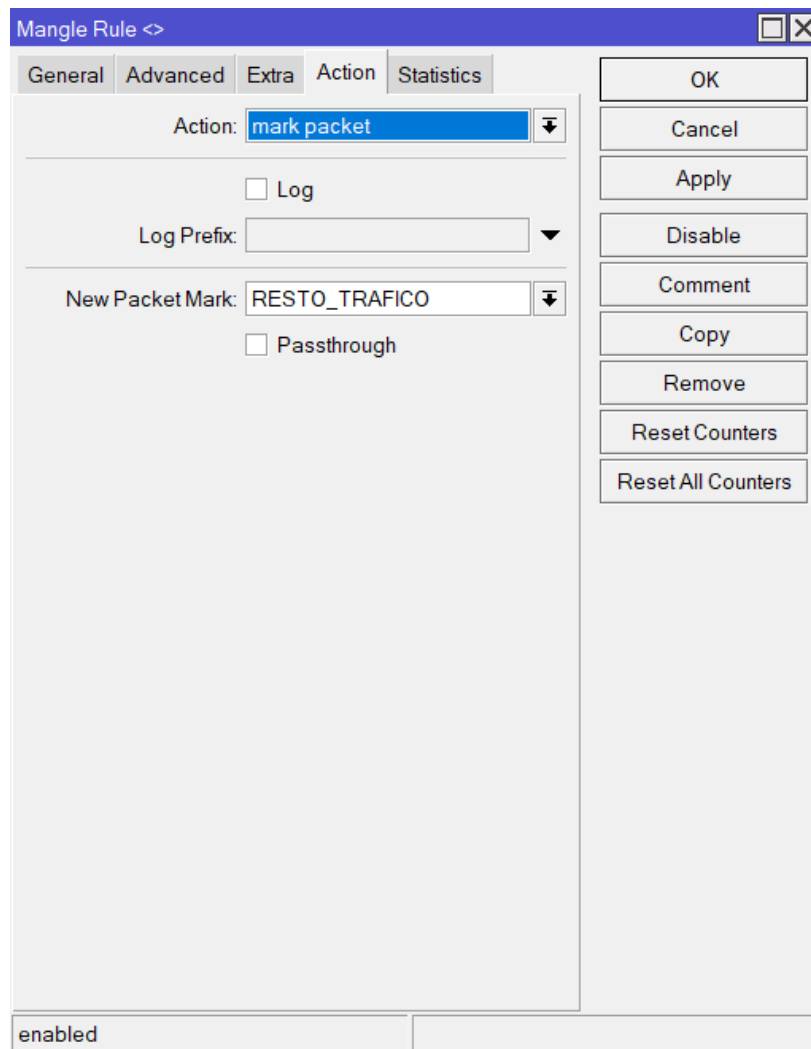 Mangle Rule <>
General Advanced Extra Action Statistics
Action: mark packet
Log
Log Prefix:
New Packet Mark: RESTO_TRAFICO
Passthrough
OK
Cancel
Apply
Disable
Comment
Copy
Remove
Reset Counters
Reset All Counters
enabled